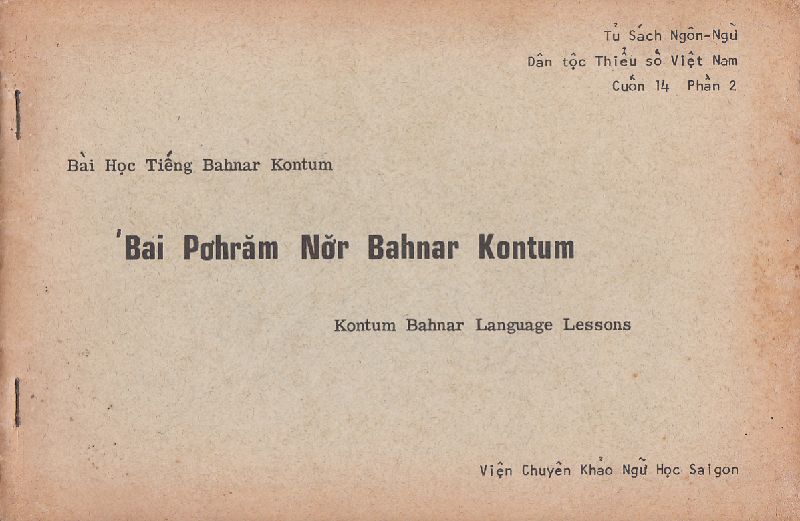 Tủ Sách Ngôn-Ngữ
Dân tộc Thiểu số Việt Nam
Cuốn 14 Phần 2
Bài Học Tiếng Bahnar Kontum
'Bai Pơhrăm Nơ̆r Bahnar Kontum
Kontum Bahnar Language Lessons
Viện Chuyên Khảo Ngữ Học Saigon